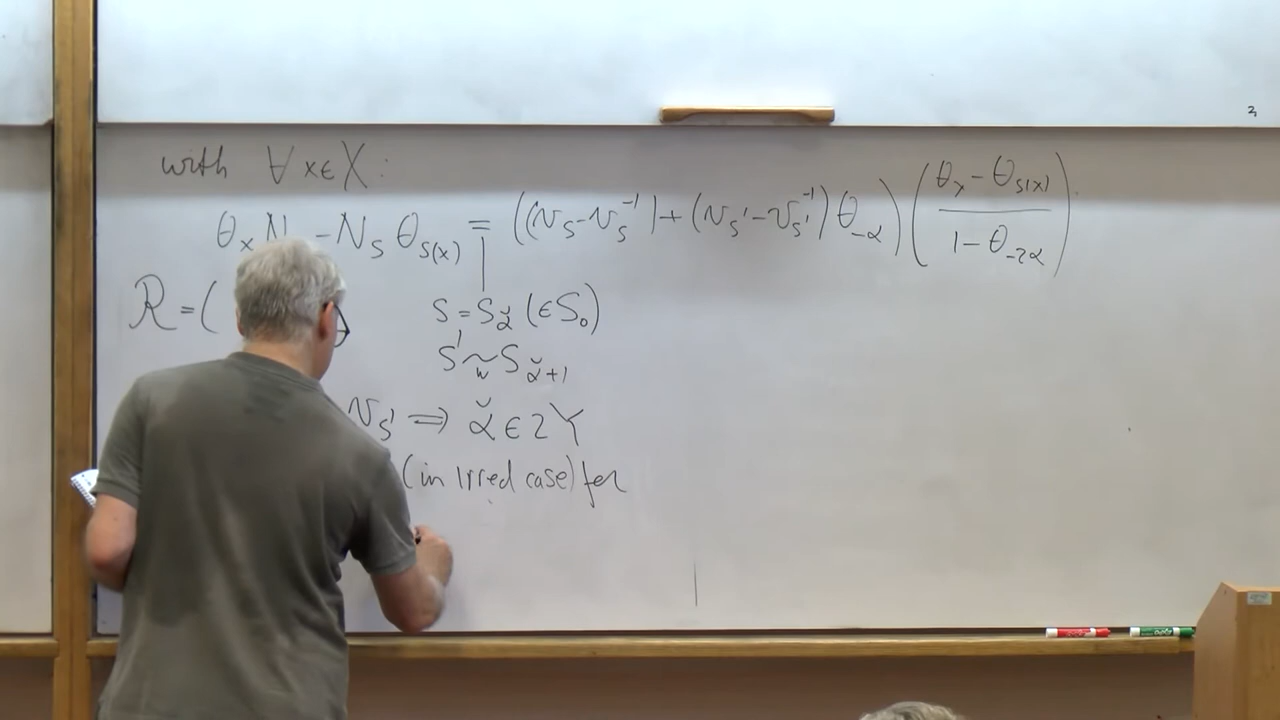 with ∀ x∈X:
θ_x N - N_s θ_{s(x)} = ((v_s - v_s^{-1}) + (v_{s'} - v_{s'}^{-1}) θ_{-α}) ( (θ_x - θ_{s(x)}) / (1 - θ_{-2α}) ).
R = ( s = s_α̌ (∈ S_0)
s' ~_w s_{α̌+1}
v_{s'} ⟹ α̌ ∈ 2Y
(in irred case) for